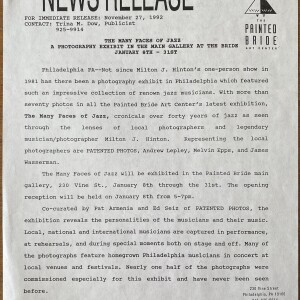 NEWS RELEASE
FOR IMMEDIATE RELEASE: November 27, 1992
CONTACT: Trina M. Dow, Publicist
925-9914
THE
PAINTED
BRIDE
ART CENTER
THE MANY FACES OF JAZZ
A PHOTOGRAPHY EXHIBIT IN THE MAIN GALLERY AT THE BRIDE
JANUARY 8TH - 31ST
Philadelphia PA--Not since Milton J. Hinton's one-person show in
1981 has there been a photography exhibit in Philadelphia which featured
such an impressive collection of renown jazz musicians. With more than
seventy photos in all the Painted Bride Art Center's latest exhibition,
The Many Faces of Jazz, cronicals over forty years of jazz as seen
through the lenses of local photographers and legendary
musician/photographer Milton J. Hinton. Representing the local
photographers are PATENTED PHOTOS, Andrew Lepley, Melvin Epps, and James
Wasserman.
The Many Faces of Jazz will be exhibited in the Painted Bride main
gallery, 230 Vine St., January 8th through the 31st. The opening
reception will be held on January 8th from 5-7pm.
Co-curated by Pat Armenia and Ed Seiz of PATENTED PHOTOS, the
exhibition reveals the personalities of the musicians and their music.
Local, national and international musicians are captured in performance,
at rehearsals, and during special moments both on stage and off. Many of
the photos feature homegrown Philadelphia musicians in concert at
local venues and festivals. Nearly one half of the photographs were
commissioned especially for this exhibit and have never been seen
before.
230 Vine Street
Philadelphia, PA 19106